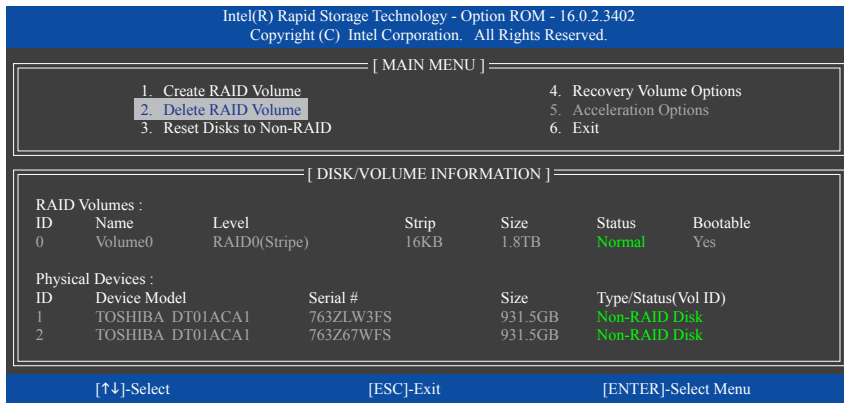 Intel(R) Rapid Storage Technology - Option ROM - 16.0.2.3402
Copyright (C) Intel Corporation. All Rights Reserved.
[ MAIN MENU ]
1. Create RAID Volume 4. Recovery Volume Options
2. Delete RAID Volume 5. Acceleration Options
3. Reset Disks to Non-RAID 6. Exit
[ DISK/VOLUME INFORMATION ]
RAID Volumes :
ID Name Level Strip Size Status Bootable
0 Volume0 RAID0(Stripe) 16KB 1.8TB Normal Yes
Physical Devices :
ID Device Model Serial # Size Type/Status(Vol ID)
1 TOSHIBA DT01ACA1 763ZLW3FS 931.5GB Non-RAID Disk
2 TOSHIBA DT01ACA1 763Z67WFS 931.5GB Non-RAID Disk
[↑↓]-Select [ESC]-Exit [ENTER]-Select Menu